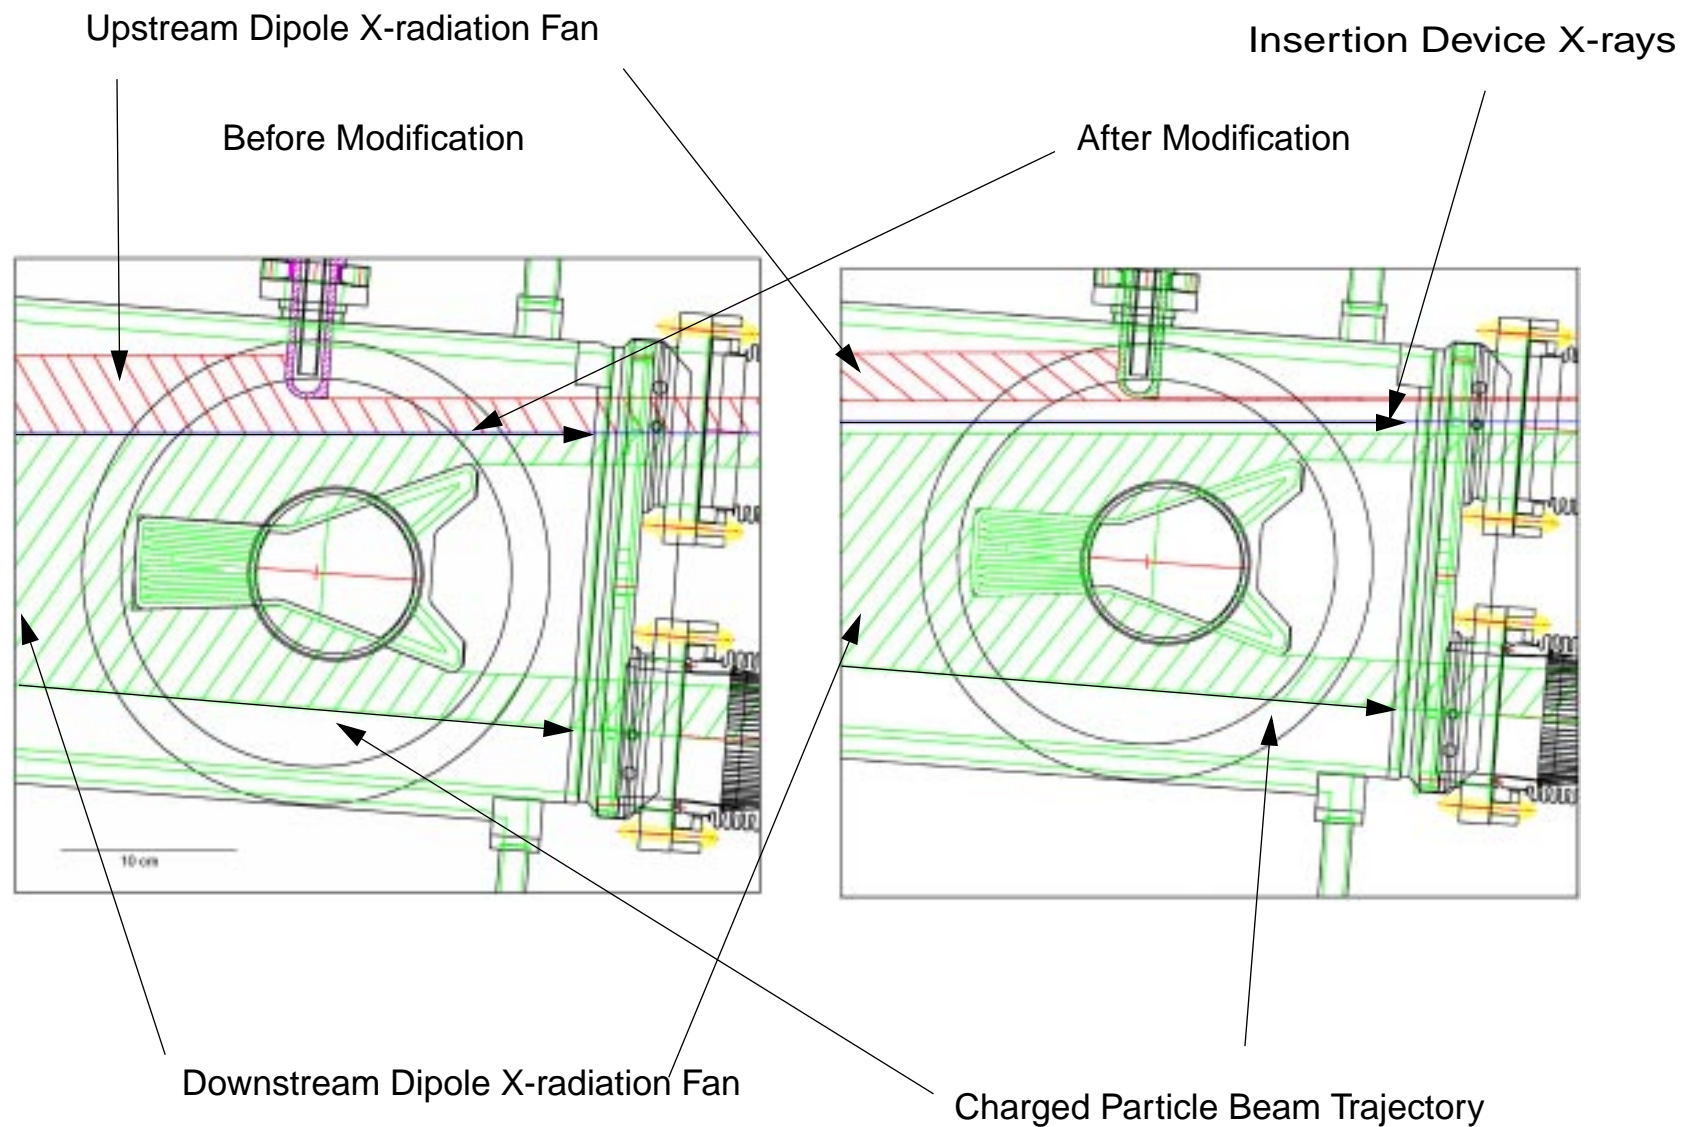 Upstream Dipole X-radiation Fan
Insertion Device X-rays
Before Modification
After Modification
10 cm
Downstream Dipole X-radiation Fan
Charged Particle Beam Trajectory